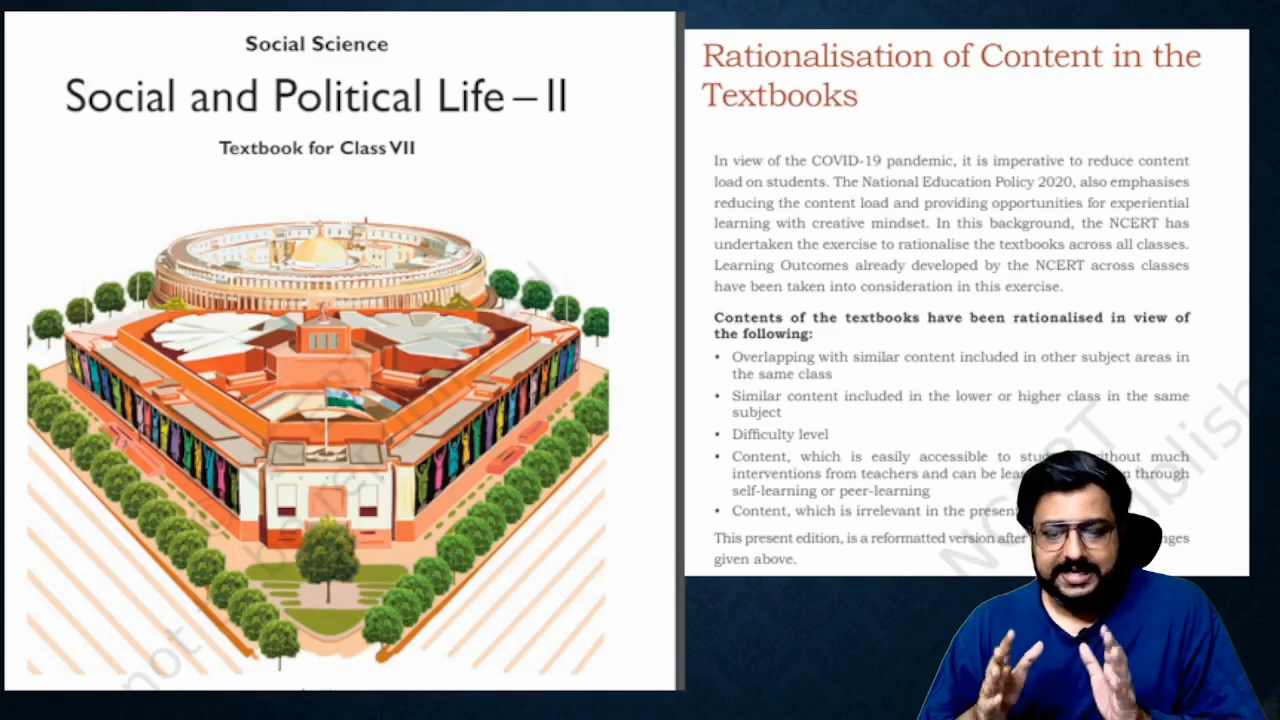 Social Science
Social and Political Life – II
Textbook for Class VII
not
Rationalisation of Content in the
Textbooks
In view of the COVID-19 pandemic, it is imperative to reduce content
load on students. The National Education Policy 2020, also emphasises
reducing the content load and providing opportunities for experiential
learning with creative mindset. In this background, the NCERT has
undertaken the exercise to rationalise the textbooks across all classes.
Learning Outcomes already developed by the NCERT across classes
have been taken into consideration in this exercise.
Contents of the textbooks have been rationalised in view of
the following:
• Overlapping with similar content included in other subject areas in
the same class
• Similar content included in the lower or higher class in the same
subject
• Difficulty level
• Content, which is easily accessible to without much
interventions from teachers and can be through
self-learning or peer-learning
• Content, which is irrelevant in the
This present edition, is a reformatted version after
given above.
NCERT